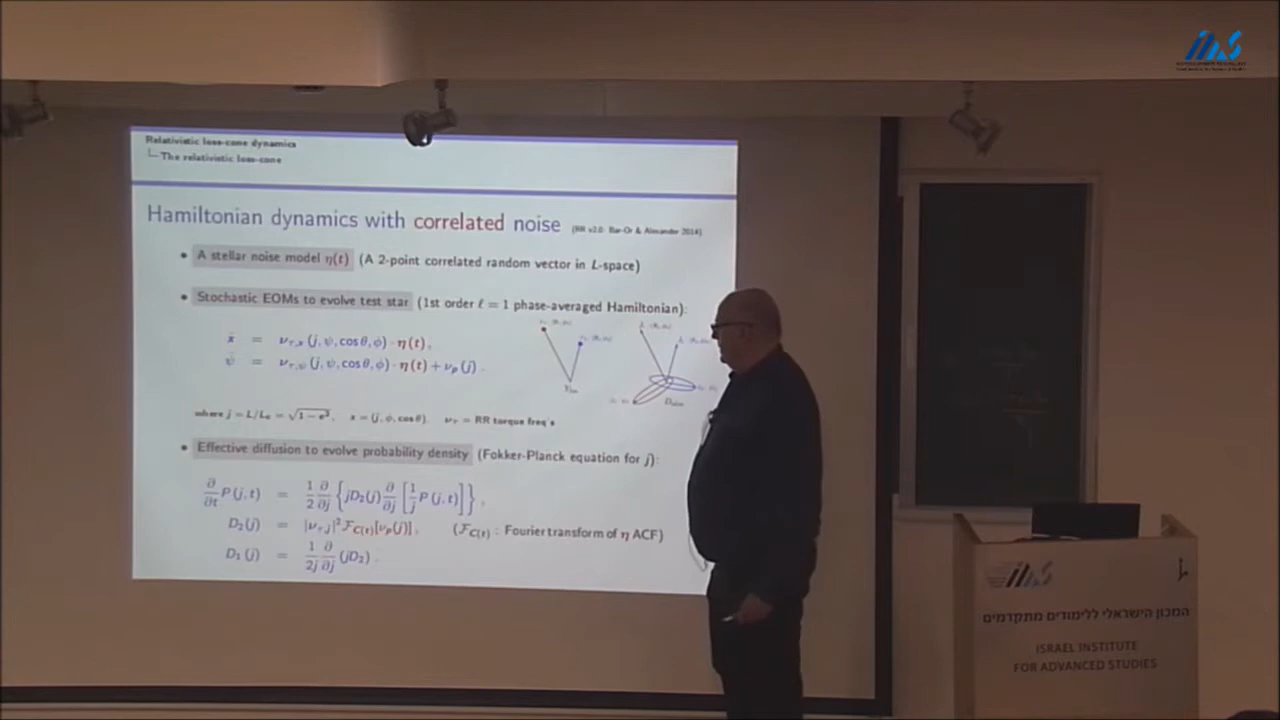 Relativistic loss-cone dynamics
└ The relativistic loss-cone
Hamiltonian dynamics with correlated noise [RR v2.0: Bar-Or & Alexander 2014]
• A stellar noise model η(t) (A 2-point correlated random vector in L-space)
• Stochastic EOMs to evolve test star (1st order ℓ = 1 phase-averaged Hamiltonian):
ẋ = ν_{τ,x}(j, ψ, cos θ, φ) · η(t),
ψ̇ = ν_{τ,ψ}(j, ψ, cos θ, φ) · η(t) + ν_p(j).
where j = L/L_c = √(1 − e²), x = (j, φ, cos θ). ν_τ = RR torque freq's
• Effective diffusion to evolve probability density (Fokker-Planck equation for j):
∂/∂t P(j, t) = 1/2 ∂/∂j {jD₂(j) ∂/∂j [1/j P(j, t)]},
D₂(j) = |ν_{τ,j}|² F_{C(t)}[ν_p(j)], (F_{C(t)} : Fourier transform of η ACF)
D₁(j) = 1/2j ∂/∂j (jD₂).
המכון הישראלי ללימודים מתקדמים
ISRAEL INSTITUTE
FOR ADVANCED STUDIES